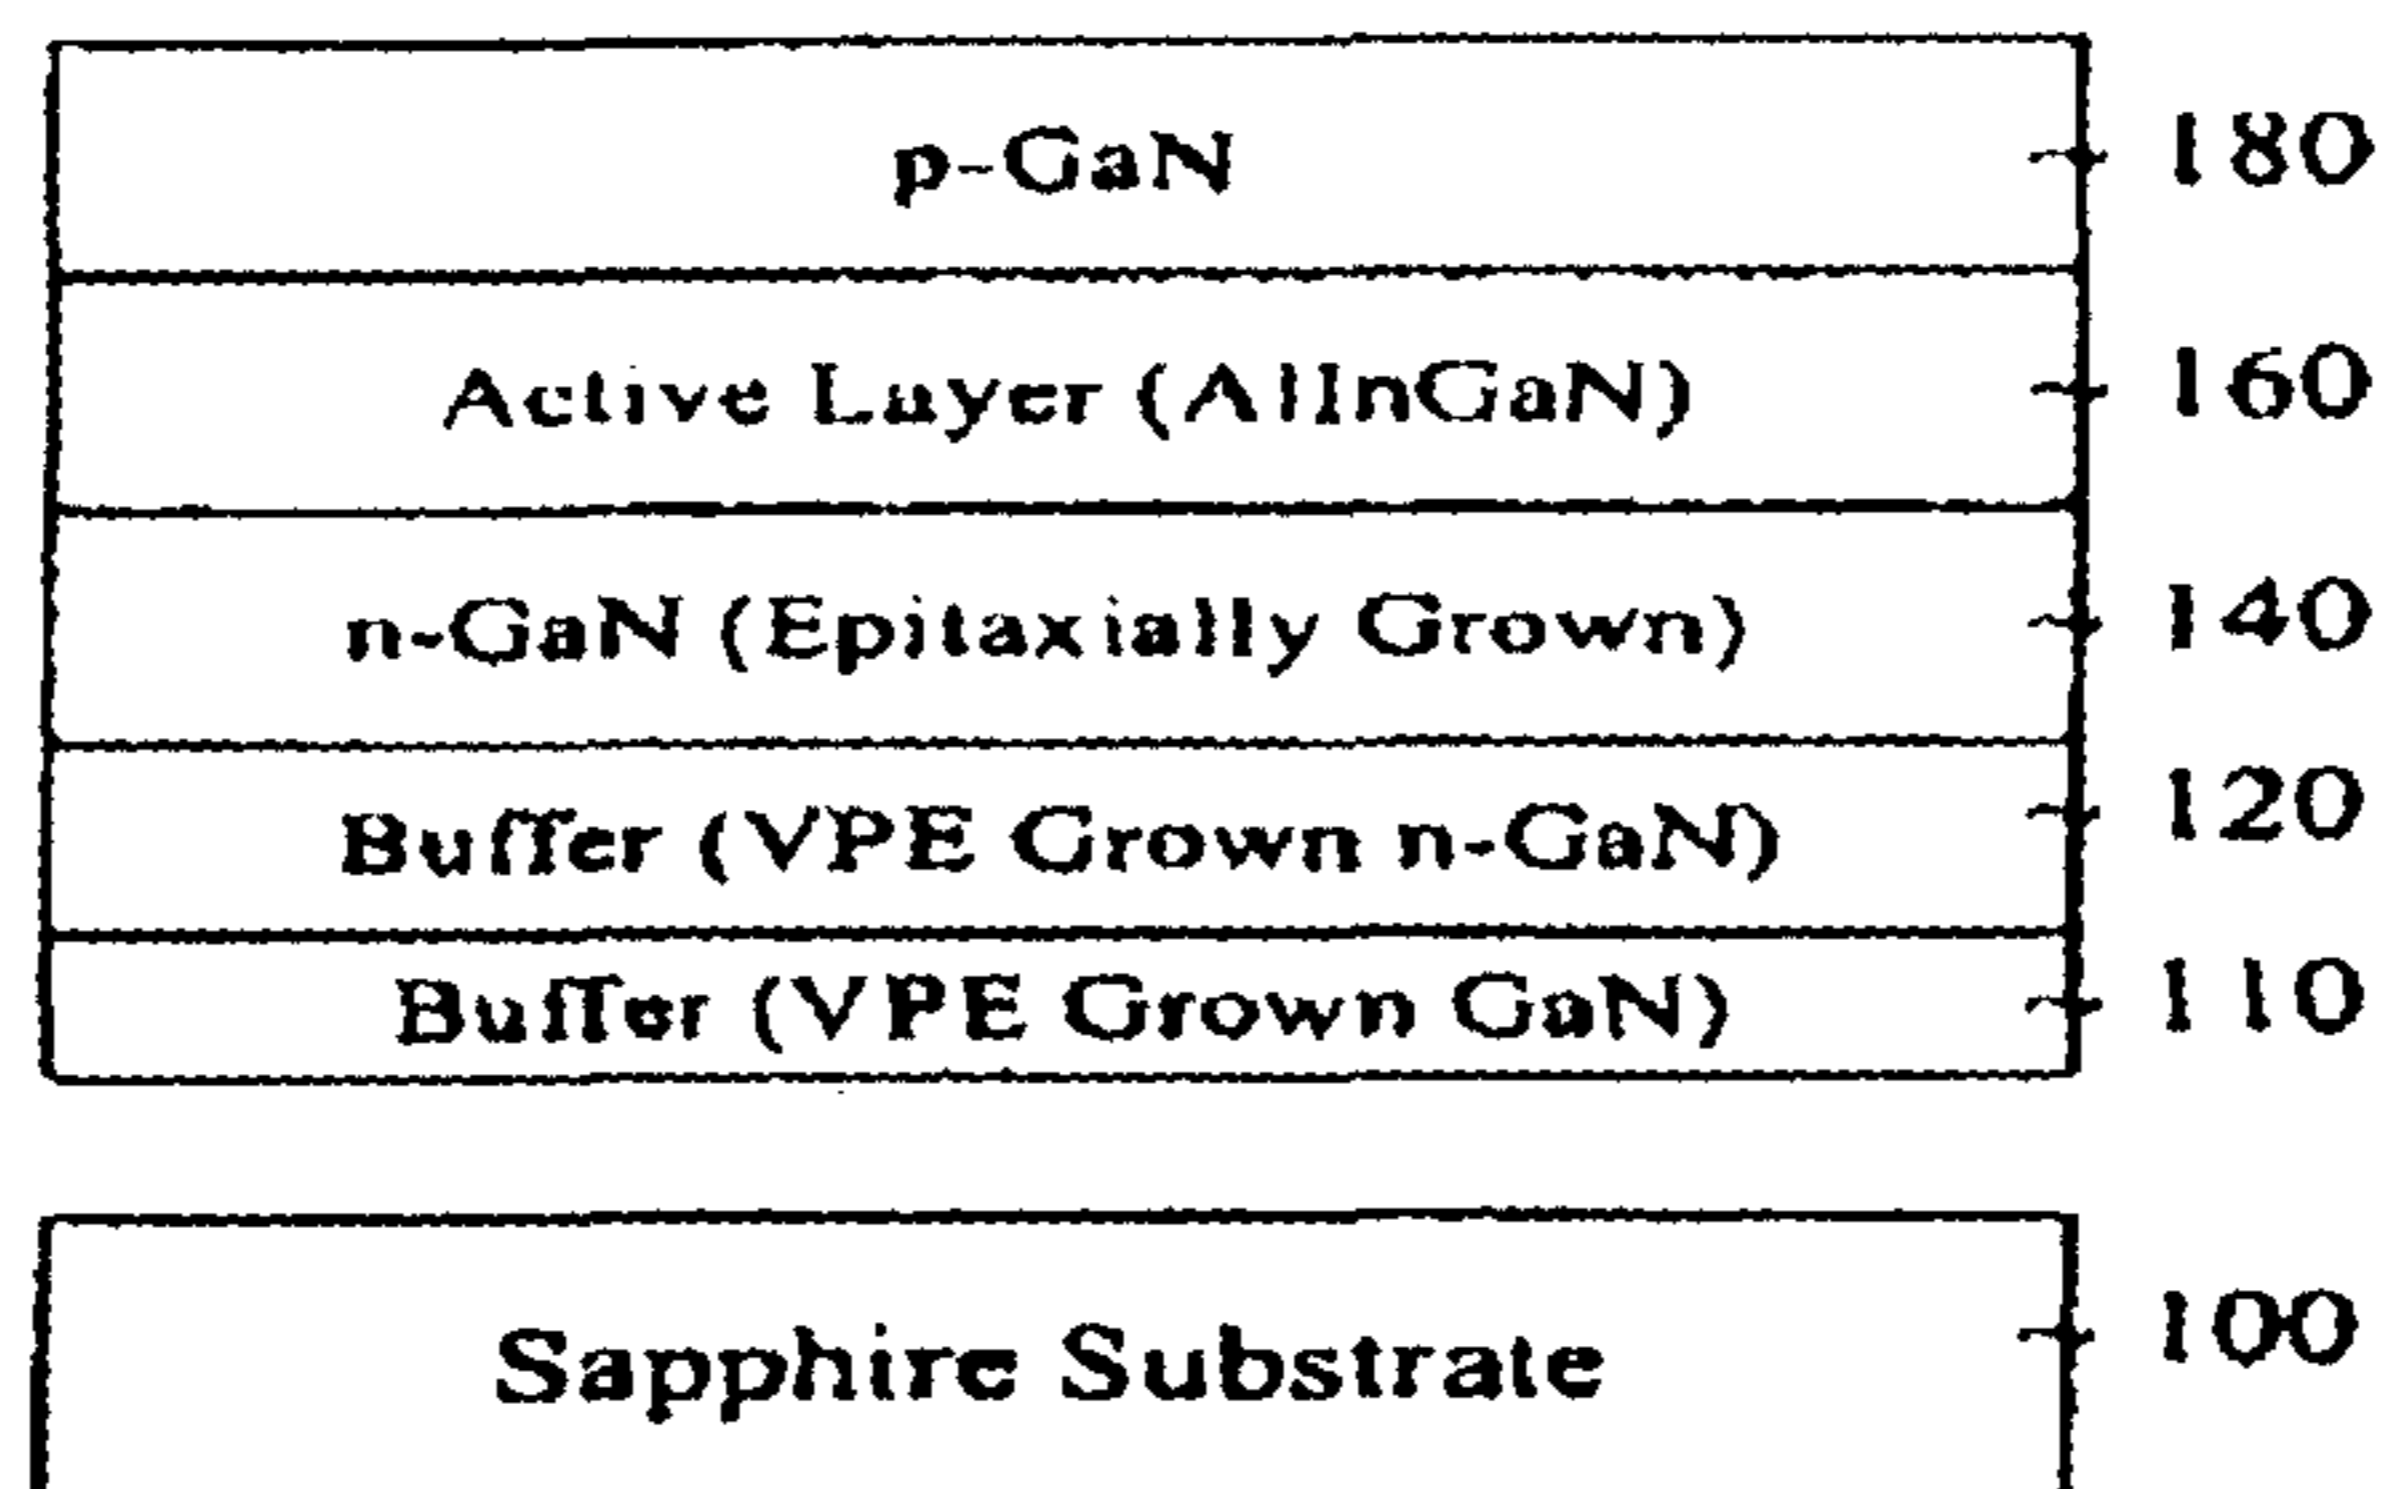 p-GaN 180
Active Layer (AlInGaN) 160
n-GaN (Epitaxially Grown) 140
Buffer (VPE Grown n-GaN) 120
Buffer (VPE Grown GaN) 110
Sapphire Substrate 100